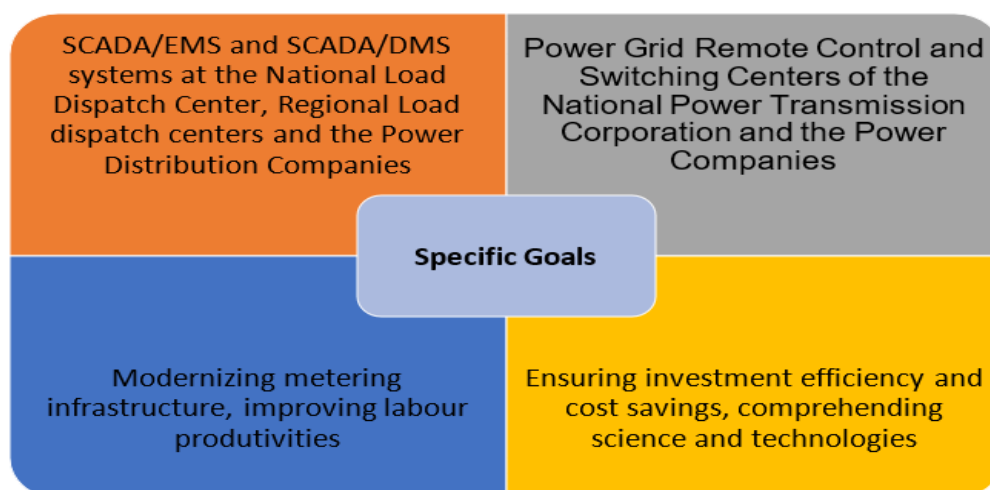 SCADA/EMS and SCADA/DMS
systems at the National Load
Dispatch Center, Regional Load
dispatch centers and the Power
Distribution Companies
Power Grid Remote Control and
Switching Centers of the
National Power Transmission
Corporation and the Power
Companies
Specific Goals
Modernizing metering
infrastructure, improving labour
produtivities
Ensuring investment efficiency and
cost savings, comprehending
science and technologies